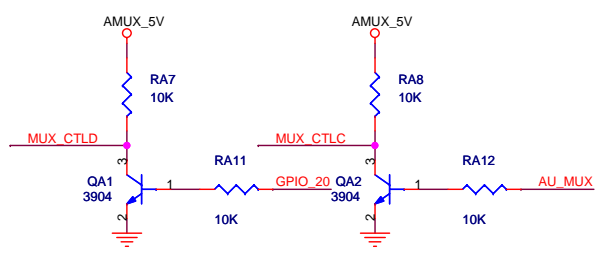 AMUX_5V
AMUX_5V
RA7
10K
RA8
10K
MUX_CTLD
MUX_CTLC
3
3
RA11
RA12
QA1
3904
1
GPIO_20
QA2
3904
1
AU_MUX
2
10K
2
10K